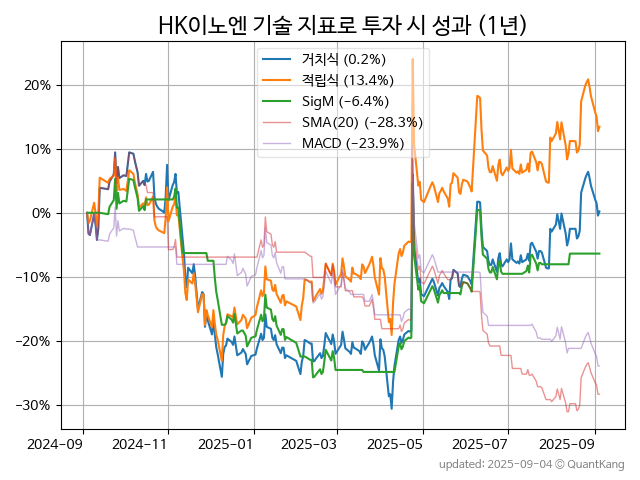 HK이노엔 기술 지표로 투자 시 성과 (1년)
거치식 (0.2%)
적립식 (13.4%)
SigM (−6.4%)
SMA(20) (−28.3%)
MACD (−23.9%)
20%
10%
0%
−10%
−20%
−30%
2024-09 2024-11 2025-01 2025-03 2025-05 2025-07 2025-09
updated: 2025-09-04 © QuantKang